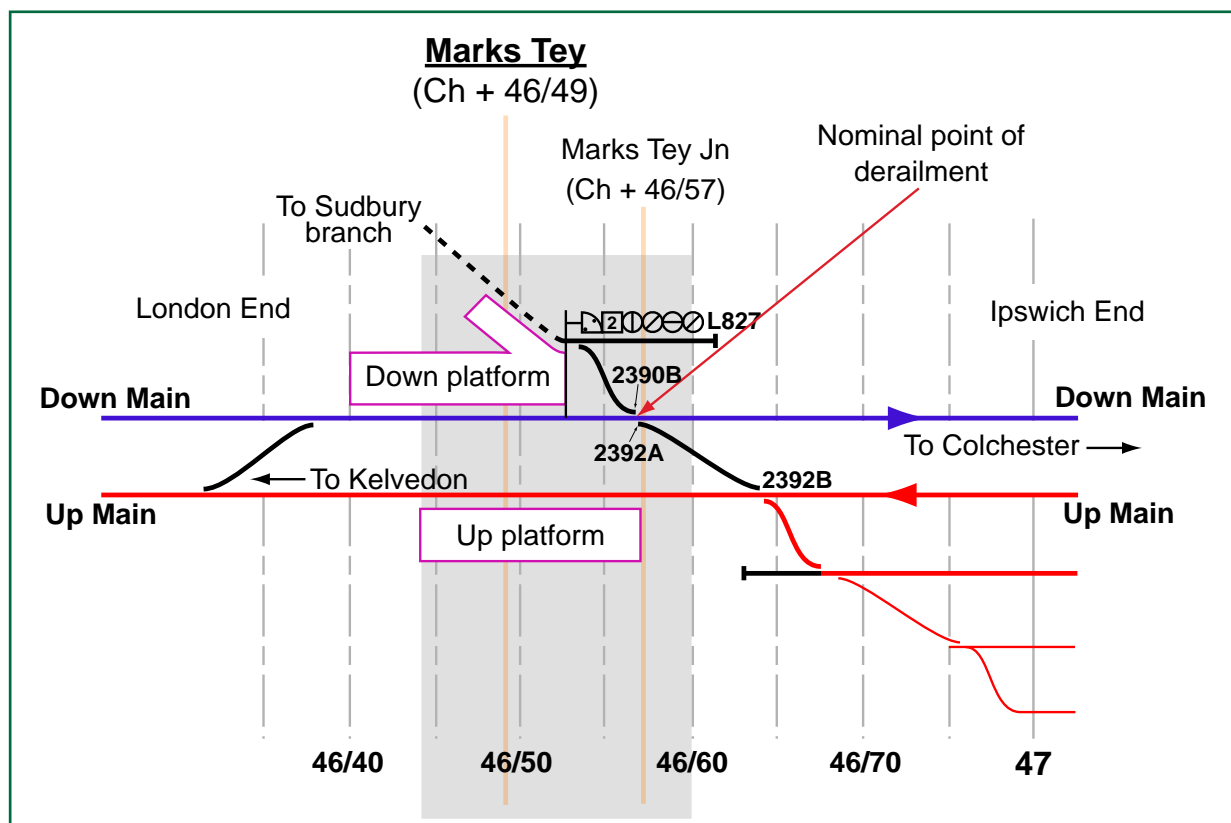 Marks Tey
(Ch + 46/49)
Nominal point of
derailment
Marks Tey Jn
(Ch + 46/57)
To Sudbury
branch
London End
Ipswich End
2
L827
Down platform
2390B
Down Main
Down Main
2392A
To Colchester
To Kelvedon
2392B
Up Main
Up Main
Up platform
46/40
46/50
46/60
46/70
47